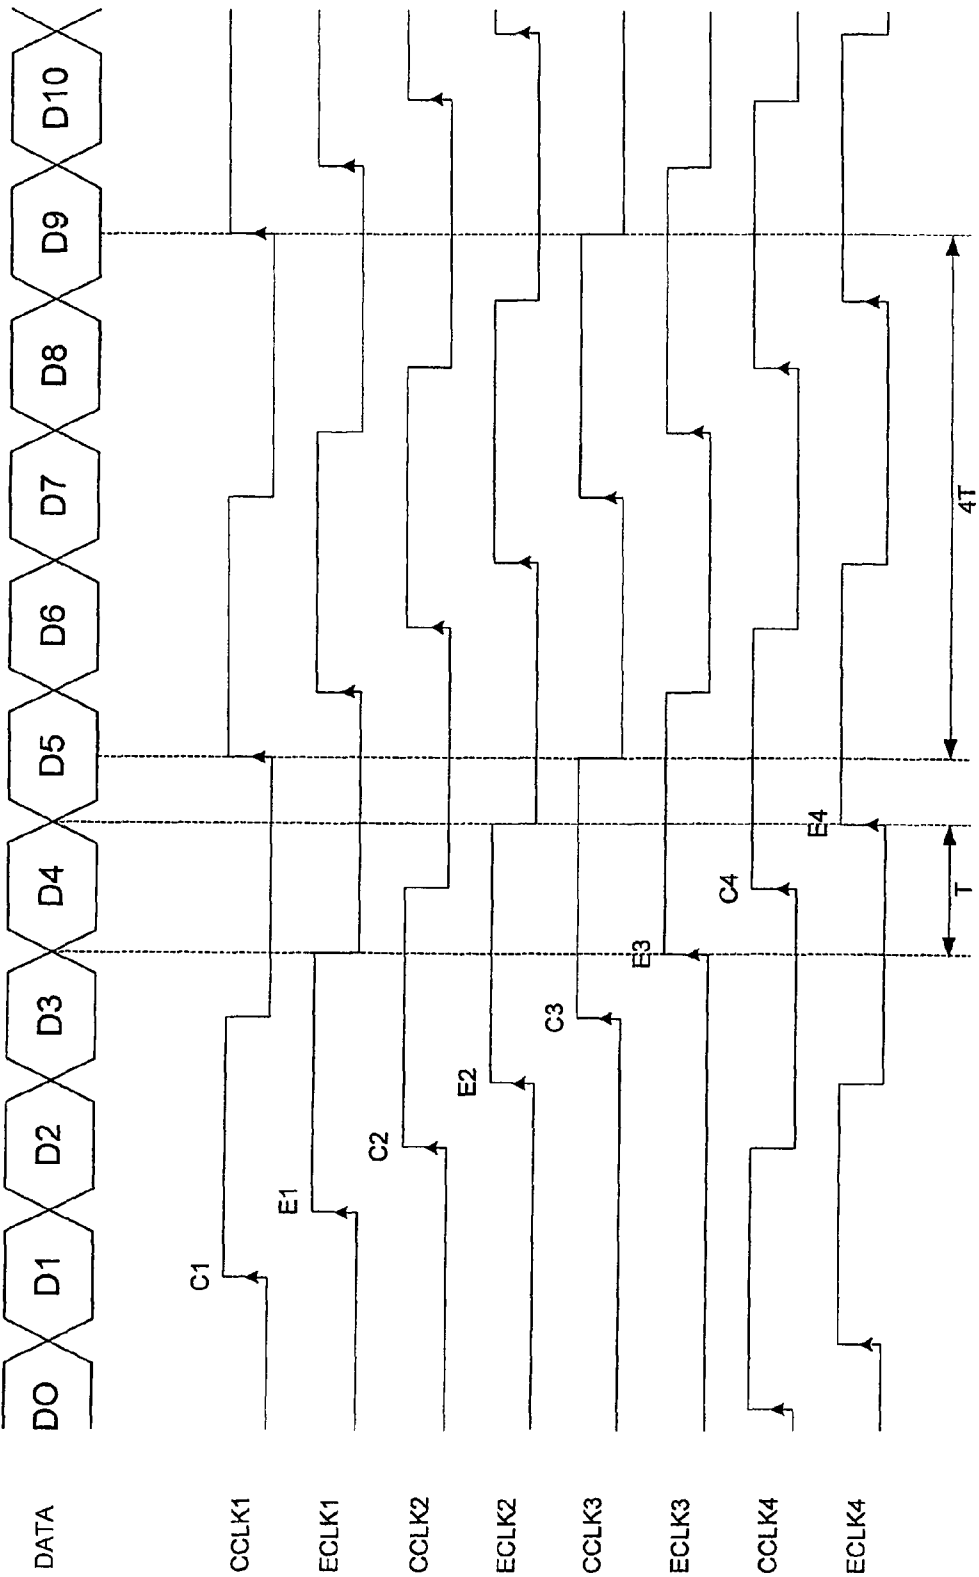 DATA
DO
D1
D2
D3
D4
D5
D6
D7
D8
D9
D10
CCLK1
C1
ECLK1
E1
CCLK2
C2
ECLK2
E2
CCLK3
C3
ECLK3
E3
CCLK4
C4
ECLK4
E4
T
4T